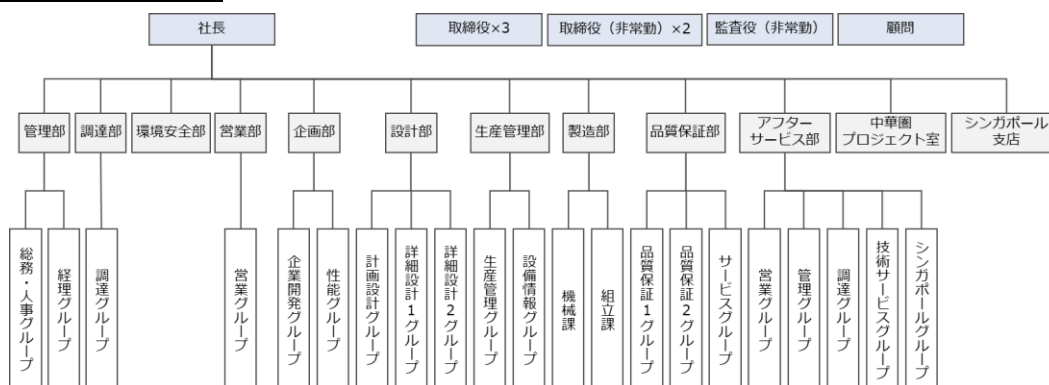 社長
取締役×3
取締役（非常勤）×2
監査役（非常勤）
顧問
管理部
調達部
環境安全部
営業部
企画部
設計部
生産管理部
製造部
品質保証部
アフター
サービス部
中華圏
プロジェクト室
シンガポール
支店
総務・人事グループ
経理グループ
調達グループ
営業グループ
企業開発グループ
性能グループ
計画設計グループ
詳細設計1グループ
詳細設計2グループ
生産管理グループ
設備情報グループ
機械課
組立課
品質保証1グループ
品質保証2グループ
サービスグループ
営業グループ
管理グループ
調達グループ
技術サービスグループ
シンガポールグループ